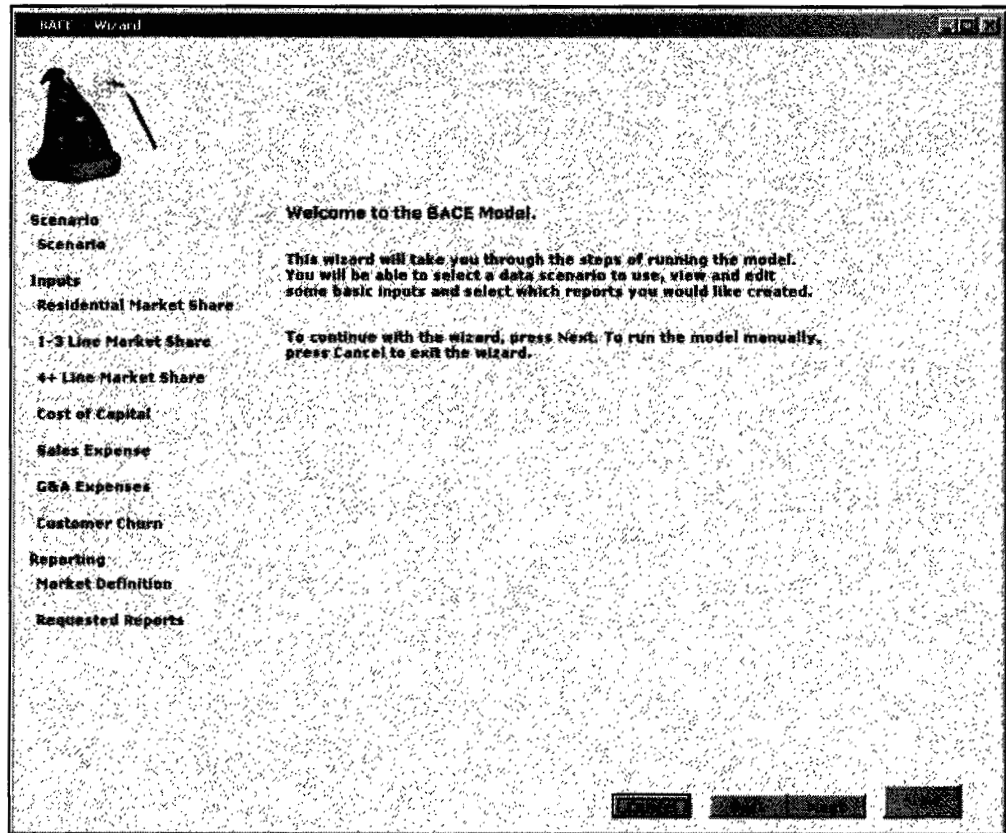 BACE - Wizard
Scenario
Scenario
Inputs
Residential Market Share
1-3 Line Market Share
4+ Line Market Share
Cost of Capital
Sales Expense
G&A Expenses
Customer Churn
Reporting
Market Definition
Requested Reports
Welcome to the BACE Model.
This wizard will take you through the steps of running the model.
You will be able to select a data scenario to use, view and edit
some basic inputs and select which reports you would like created.
To continue with the wizard, press Next. To run the model manually,
press Cancel to exit the wizard.